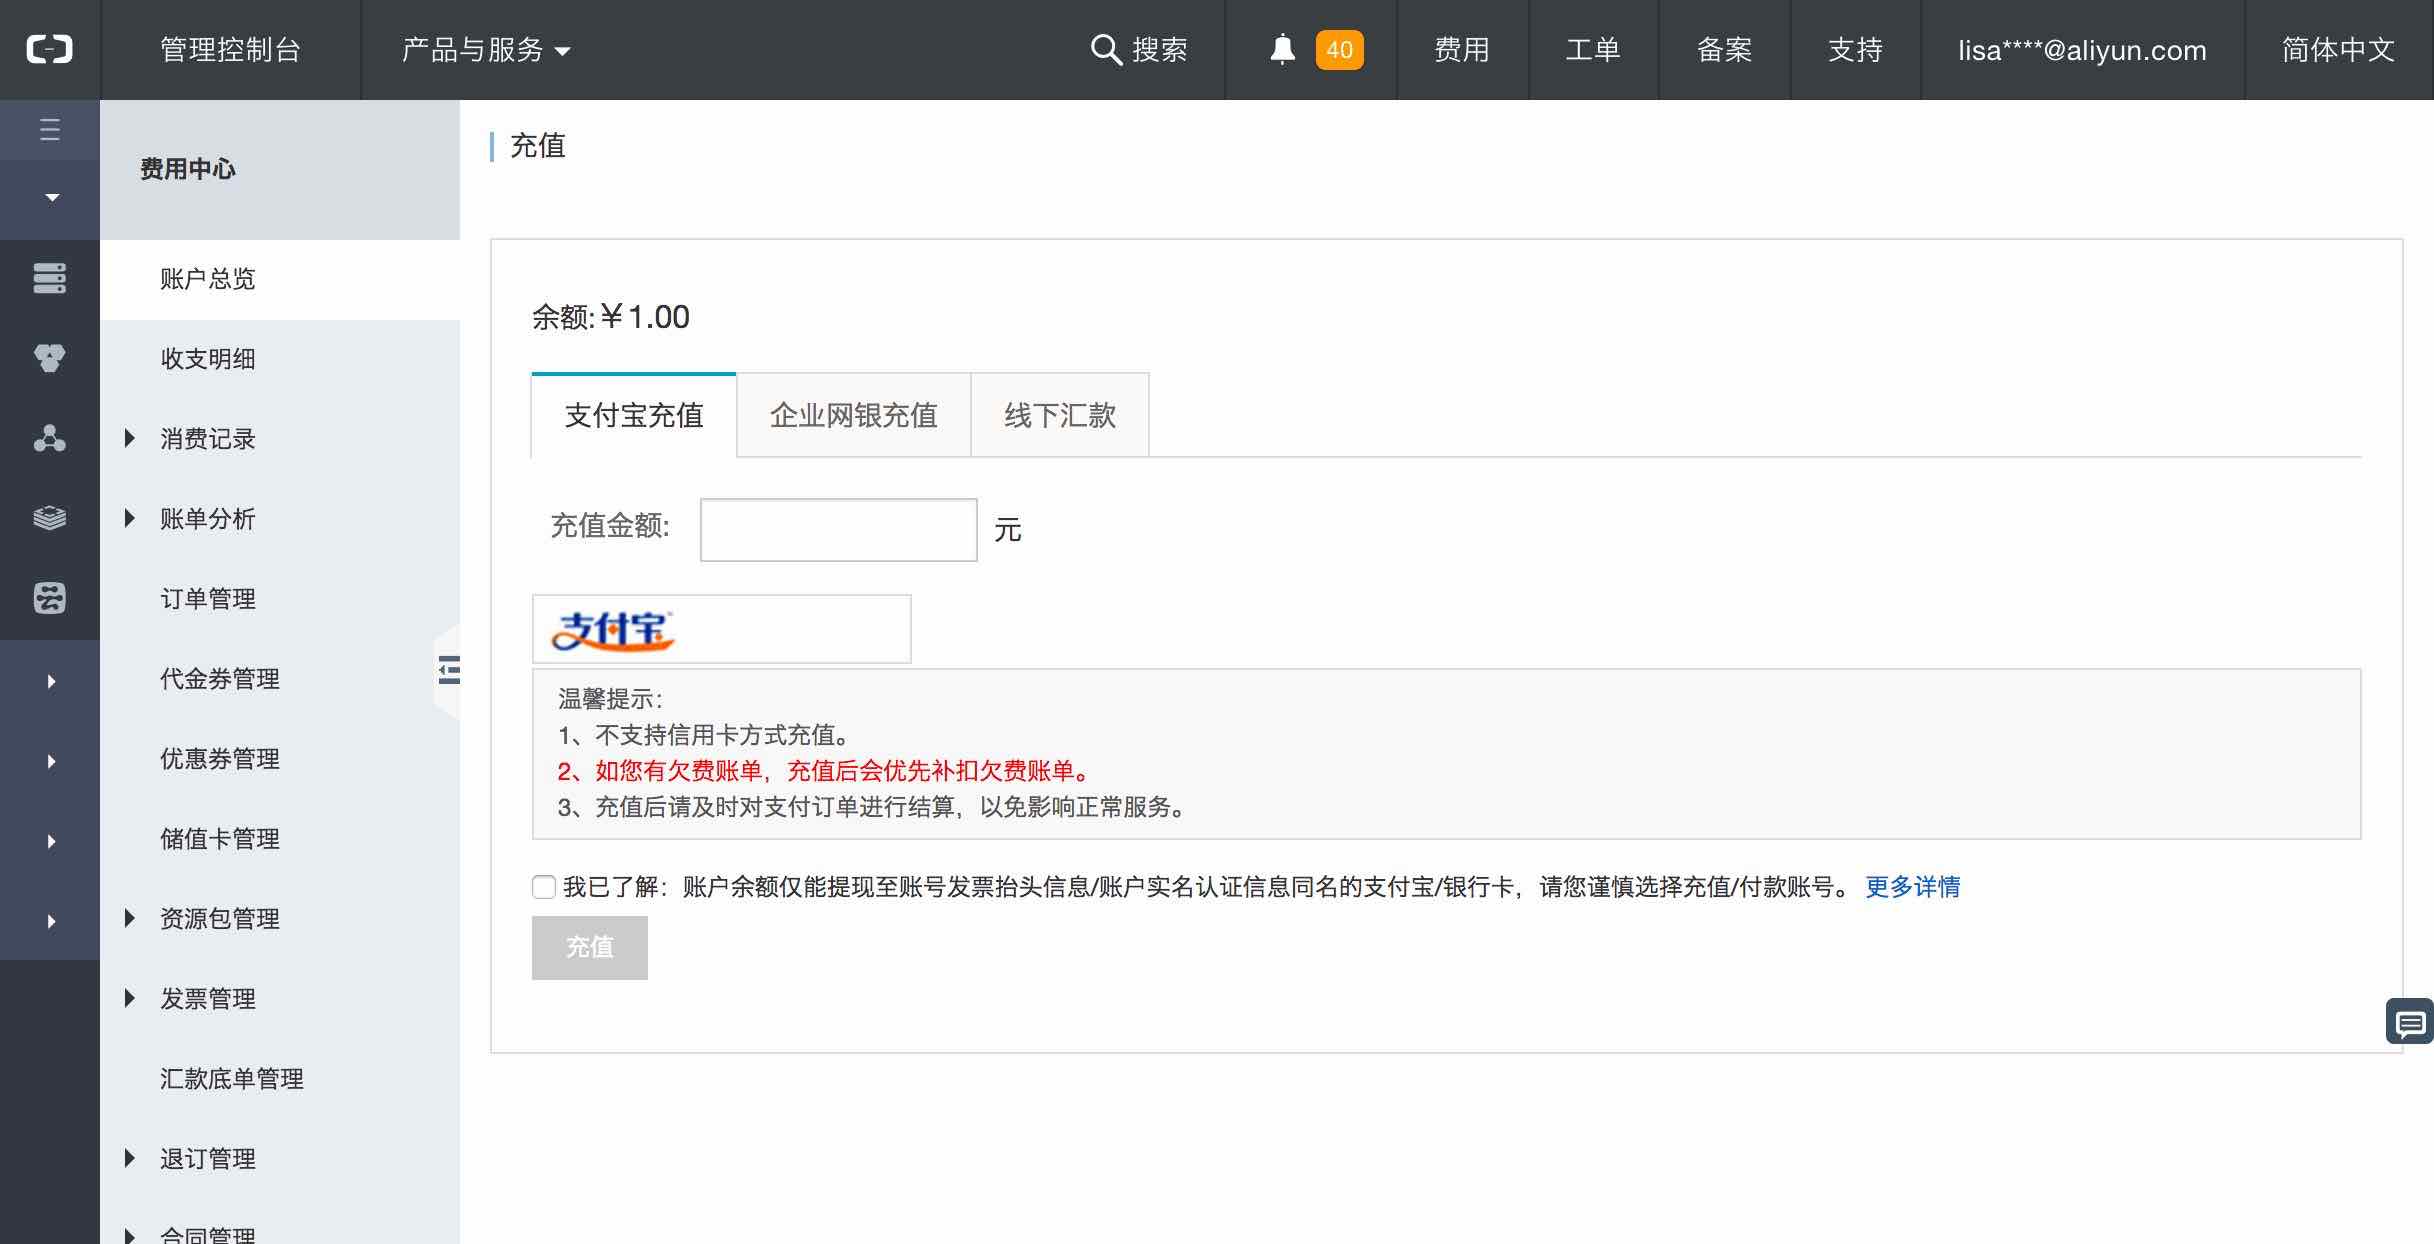 管理控制台
产品与服务
搜索
40
费用
工单
备案
支持
lisa****@aliyun.com
简体中文
费用中心
账户总览
收支明细
消费记录
账单分析
订单管理
代金券管理
优惠券管理
储值卡管理
资源包管理
发票管理
汇款底单管理
退订管理
合同管理
充值
余额:¥1.00
支付宝充值
企业网银充值
线下汇款
充值金额:
元
支付宝
温馨提示：
1、不支持信用卡方式充值。
2、如您有欠费账单，充值后会优先补扣欠费账单。
3、充值后请及时对支付订单进行结算，以免影响正常服务。
我已了解：账户余额仅能提现至账号发票抬头信息/账户实名认证信息同名的支付宝/银行卡，请您谨慎选择充值/付款账号。 更多详情
充值